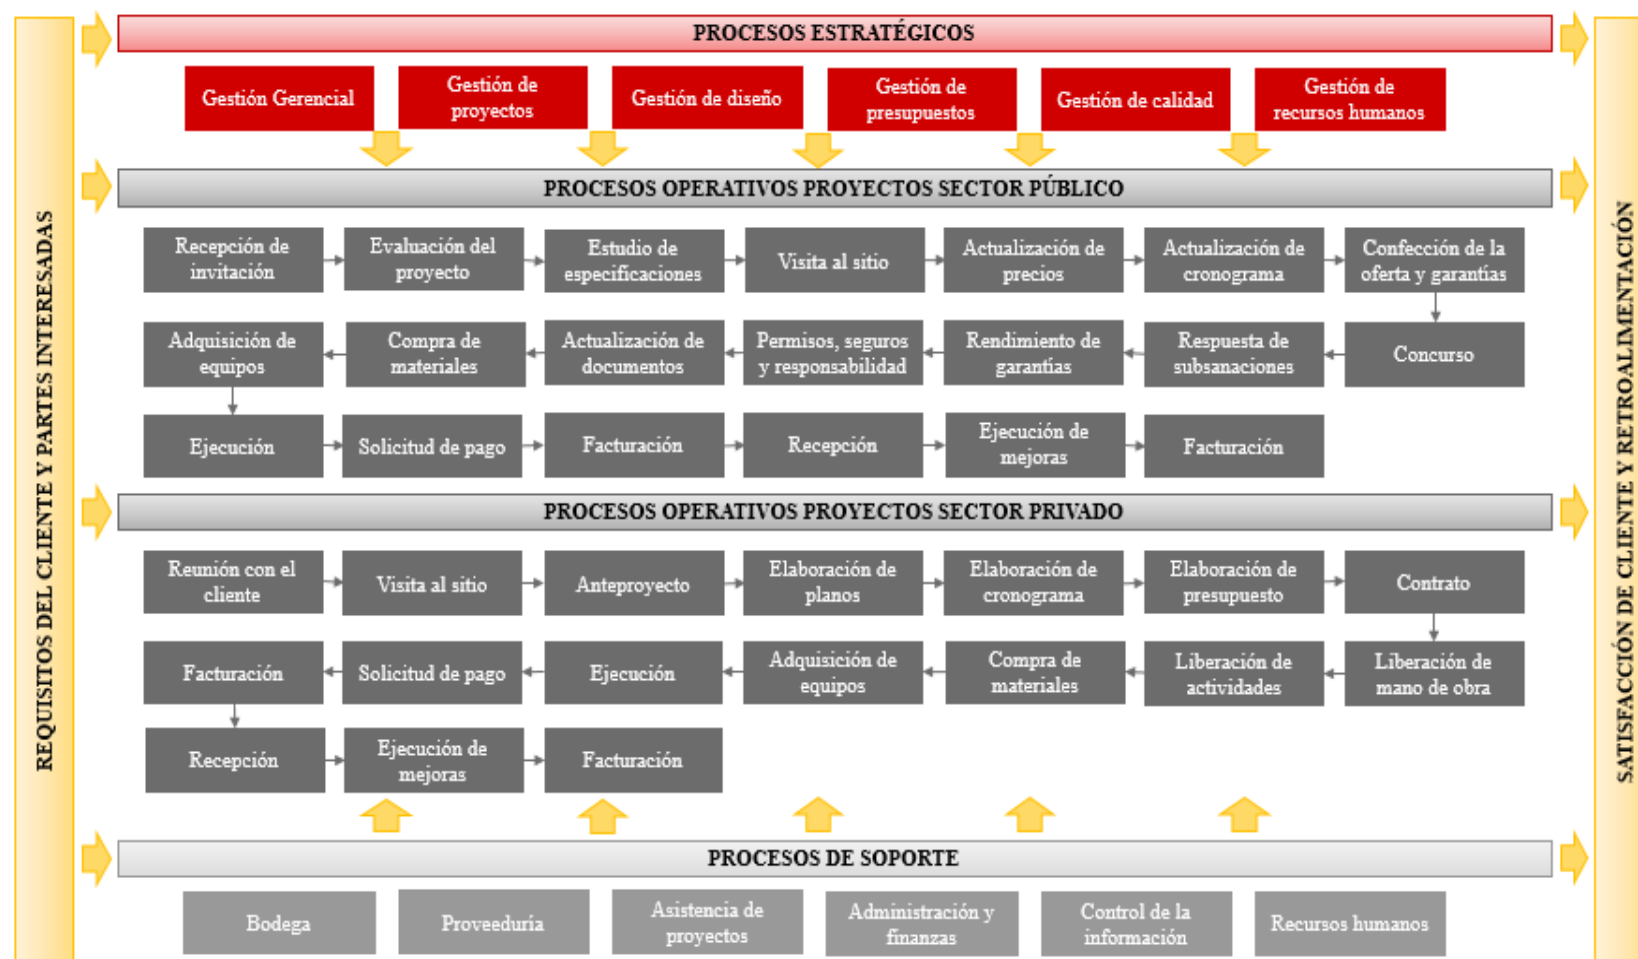 REQUISITOS DEL CLIENTE Y PARTES INTERESADAS
PROCESOS ESTRATÉGICOS
Gestión Gerencial
Gestión de
proyectos
Gestión de diseño
Gestión de
presupuestos
Gestión de calidad
Gestión de
recursos humanos
PROCESOS OPERATIVOS PROYECTOS SECTOR PÚBLICO
Recepción de
invitación
Evaluación del
proyecto
Estudio de
especificaciones
Visita al sitio
Actualización de
precios
Actualización de
cronograma
Confección de la
oferta y garantías
Adquisición de
equipos
Compra de
materiales
Actualización de
documentos
Permisos, seguros
y responsabilidad
Rendimiento de
garantías
Respuesta de
subsanaciones
Concurso
Ejecución
Solicitud de pago
Facturación
Recepción
Ejecución de
mejoras
Facturación
PROCESOS OPERATIVOS PROYECTOS SECTOR PRIVADO
Reunión con el
cliente
Visita al sitio
Anteproyecto
Elaboración de
planos
Elaboración de
cronograma
Elaboración de
presupuesto
Contrato
Facturación
Solicitud de pago
Ejecución
Adquisición de
equipos
Compra de
materiales
Liberación de
actividades
Liberación de
mano de obra
Recepción
Ejecución de
mejoras
Facturación
PROCESOS DE SOPORTE
Bodega
Proveeduría
Asistencia de
proyectos
Administración y
finanzas
Control de la
información
Recursos humanos
SATISFACCIÓN DE CLIENTE Y RETROALIMENTACIÓN